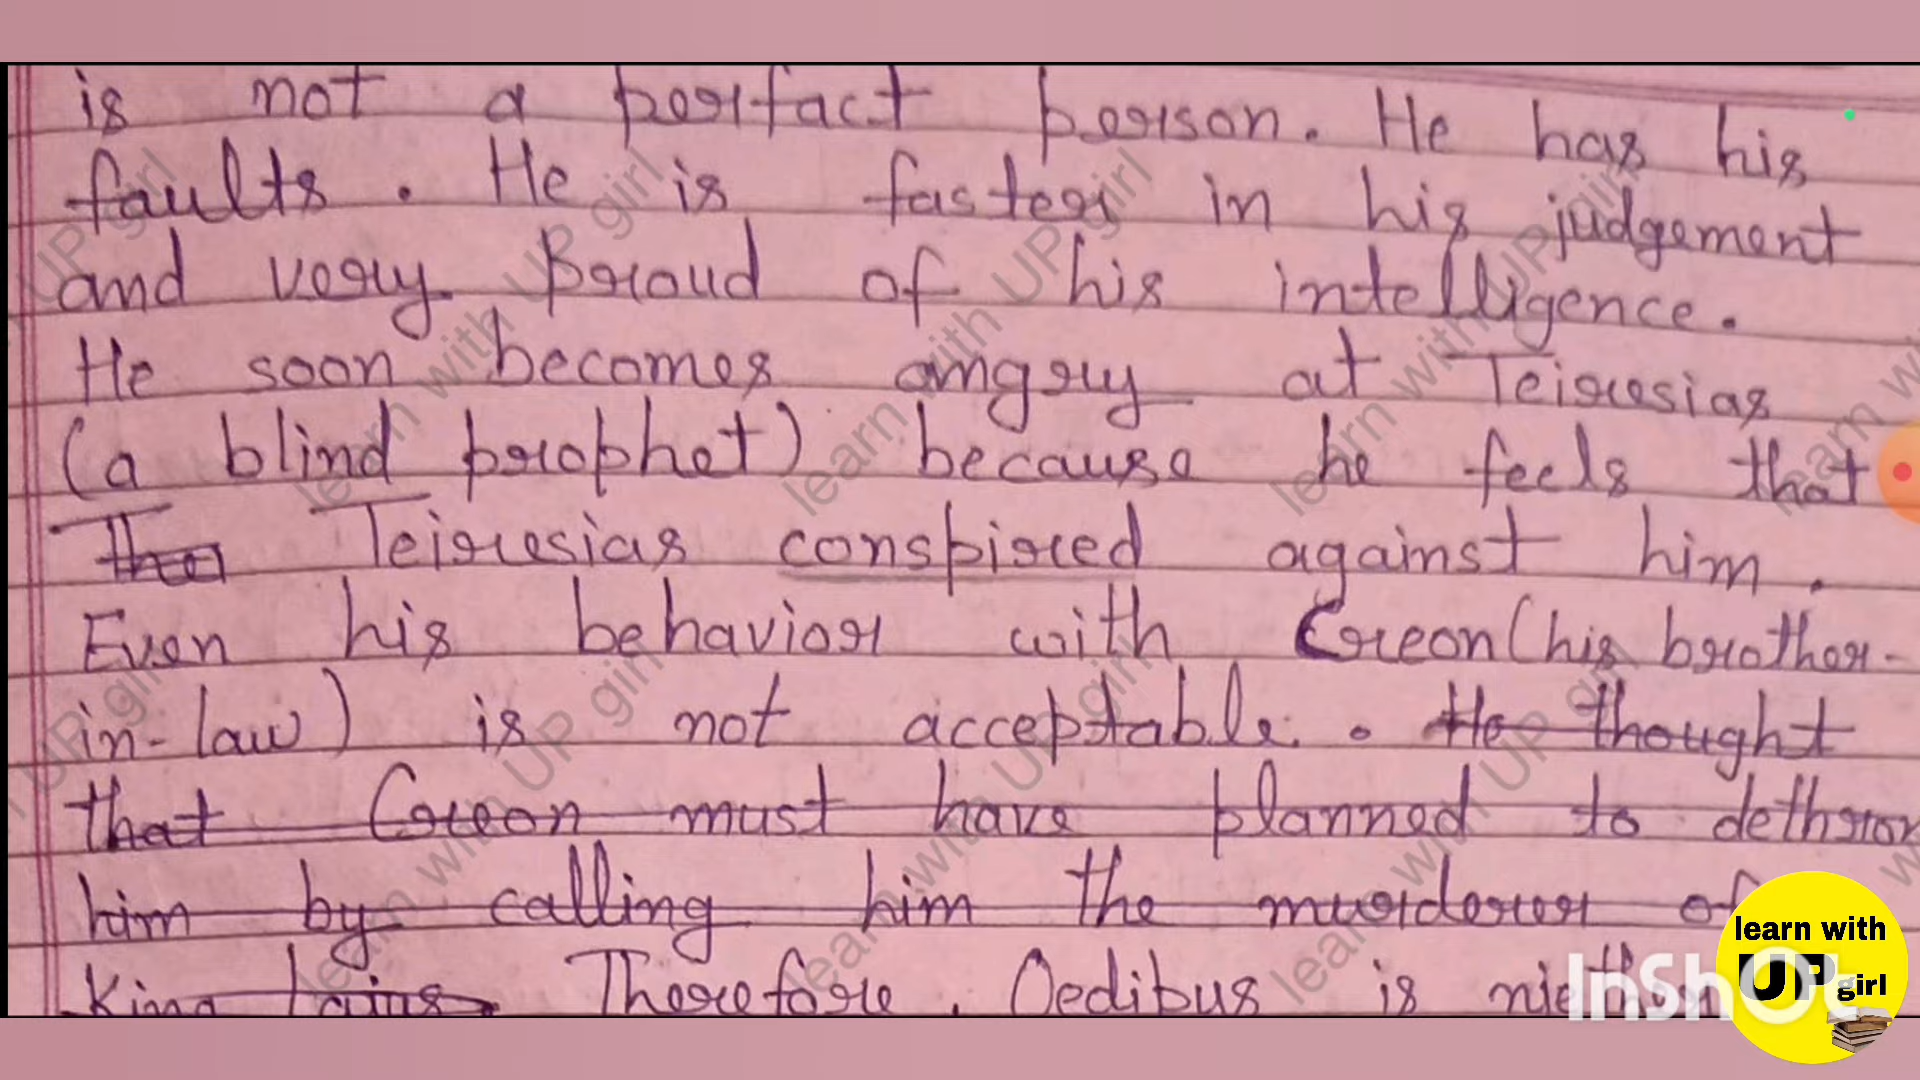 is not a perfact person. He has his
faults. He is faster in his judgement
and very Proud of his intelligence.
He soon becomes angry at Teiresias
(a blind prophet) because he feels that
The Teiresias conspired against him.
Even his behavior with Creon (his brother-
in-law) is not acceptable. He thought
that Creon must have planned to dethron
him by calling him the murderer of
King Laius. Therefore, Oedibus is niether
learn with
UP girl
InShOt